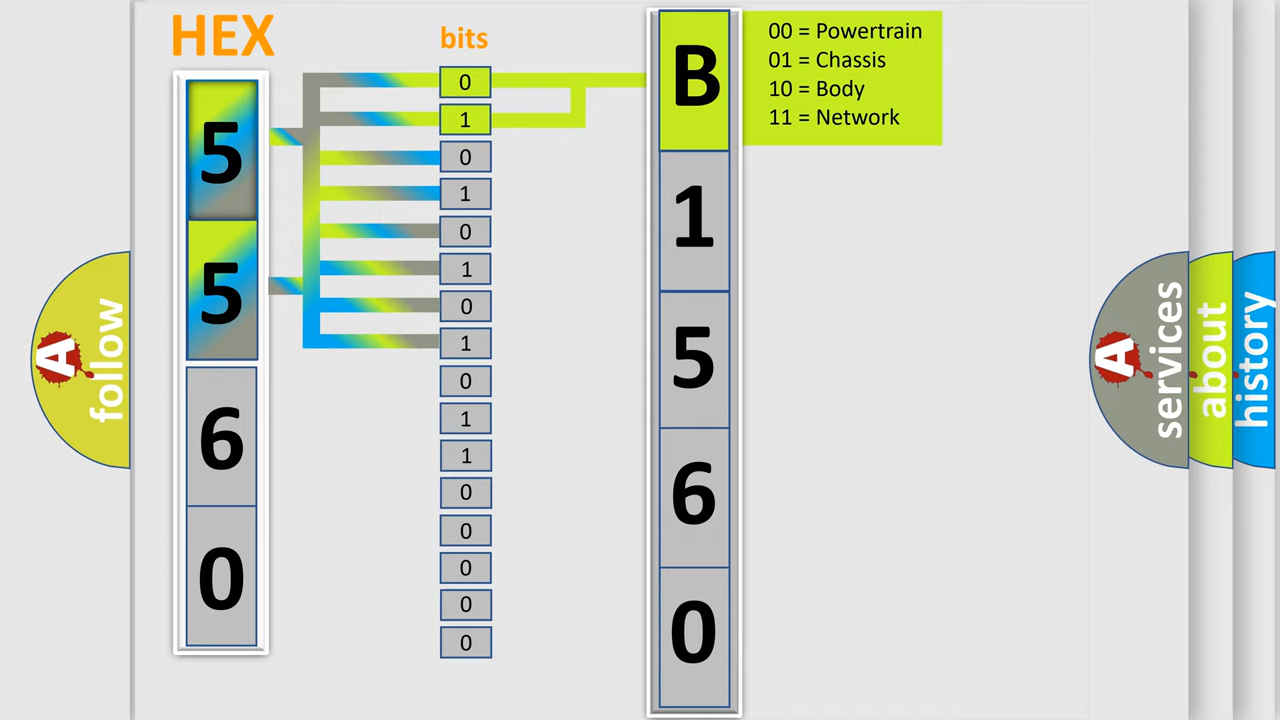 HEX
bits
5
5
6
0
0
1
0
1
0
1
0
1
0
1
1
0
0
0
0
0
B
1
5
6
0
00 = Powertrain
01 = Chassis
10 = Body
11 = Network
A
follow
A
services
about
history